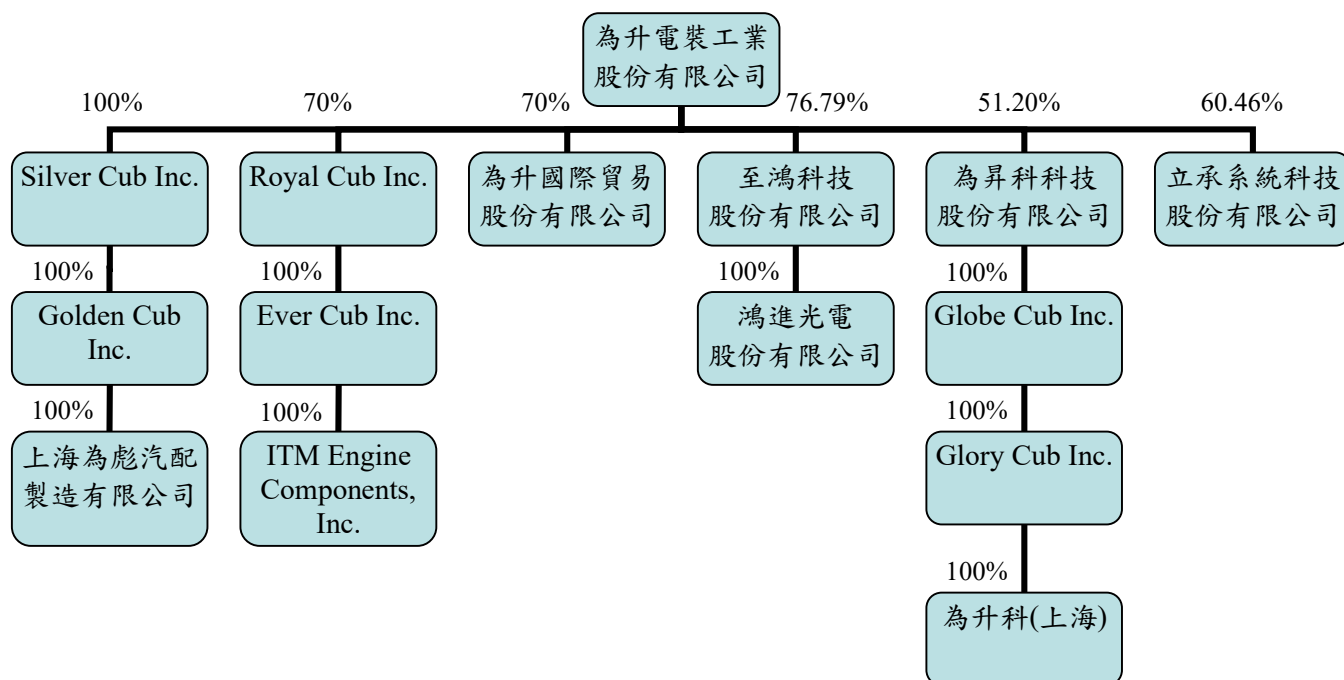 為升電裝工業
股份有限公司
100%
70%
70%
76.79%
51.20%
60.46%
Silver Cub Inc.
Royal Cub Inc.
為升國際貿易
股份有限公司
至鴻科技
股份有限公司
為昇科科技
股份有限公司
立承系統科技
股份有限公司
100%
100%
100%
100%
Golden Cub
Inc.
Ever Cub Inc.
鴻進光電
股份有限公司
Globe Cub Inc.
100%
100%
100%
上海為彪汽配
製造有限公司
ITM Engine
Components,
Inc.
Glory Cub Inc.
100%
為升科(上海)